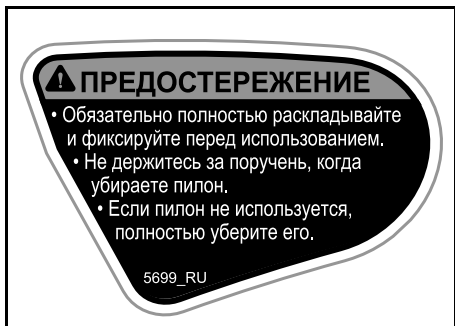 ПРЕДОСТЕРЕЖЕНИЕ
• Обязательно полностью раскладывайте
и фиксируйте перед использованием.
• Не держитесь за поручень, когда
убираете пилон.
• Если пилон не используется,
полностью уберите его.
5699_RU